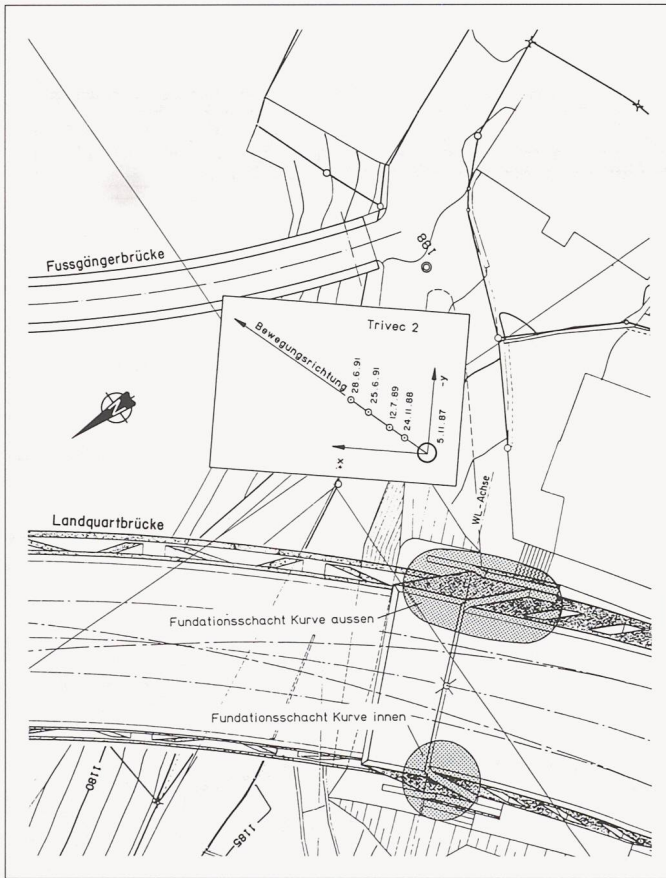 Fussgängerbrücke
1188
Trivec 2
Bewegungsrichtung
28.6.91
25.6.91
12.7.89
24.11.88
5.11.87
-y
+x
N
WL-Achse
Landquartbrücke
Fundationsschacht Kurve aussen
Fundationsschacht Kurve innen
1180
1185